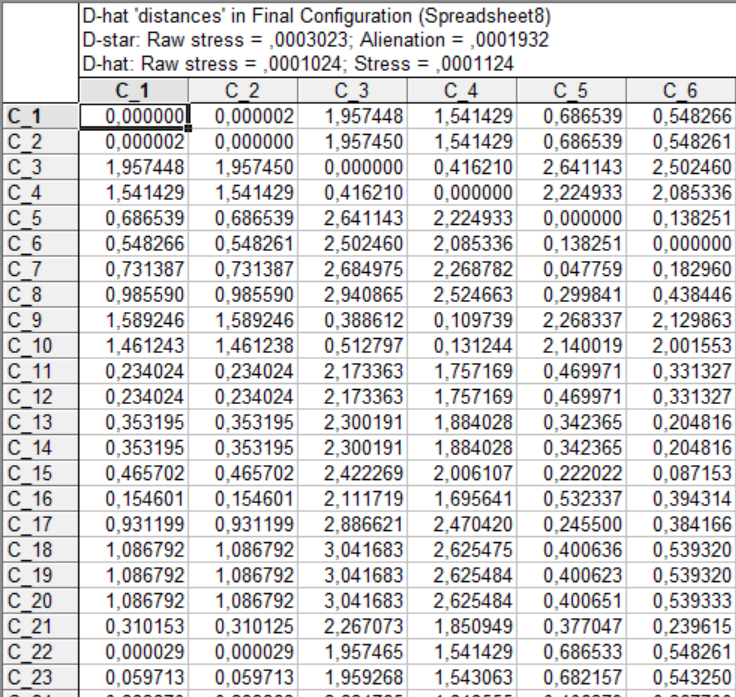 D-hat 'distances' in Final Configuration (Spreadsheet8)
D-star: Raw stress = ,0003023; Alienation = ,0001932
D-hat: Raw stress = ,0001024; Stress = ,0001124
C_1 C_2 C_3 C_4 C_5 C_6
C_1 0,000000 0,000002 1,957448 1,541429 0,686539 0,548266
C_2 0,000002 0,000000 1,957450 1,541429 0,686539 0,548261
C_3 1,957448 1,957450 0,000000 0,416210 2,641143 2,502460
C_4 1,541429 1,541429 0,416210 0,000000 2,224933 2,085336
C_5 0,686539 0,686539 2,641143 2,224933 0,000000 0,138251
C_6 0,548266 0,548261 2,502460 2,085336 0,138251 0,000000
C_7 0,731387 0,731387 2,684975 2,268782 0,047759 0,182960
C_8 0,985590 0,985590 2,940865 2,524663 0,299841 0,438446
C_9 1,589246 1,589246 0,388612 0,109739 2,268337 2,129863
C_10 1,461243 1,461238 0,512797 0,131244 2,140019 2,001553
C_11 0,234024 0,234024 2,173363 1,757169 0,469971 0,331327
C_12 0,234024 0,234024 2,173363 1,757169 0,469971 0,331327
C_13 0,353195 0,353195 2,300191 1,884028 0,342365 0,204816
C_14 0,353195 0,353195 2,300191 1,884028 0,342365 0,204816
C_15 0,465702 0,465702 2,422269 2,006107 0,222022 0,087153
C_16 0,154601 0,154601 2,111719 1,695641 0,532337 0,394314
C_17 0,931199 0,931199 2,886621 2,470420 0,245500 0,384166
C_18 1,086792 1,086792 3,041683 2,625475 0,400636 0,539320
C_19 1,086792 1,086792 3,041683 2,625484 0,400623 0,539320
C_20 1,086792 1,086792 3,041683 2,625484 0,400651 0,539333
C_21 0,310153 0,310125 2,267073 1,850949 0,377047 0,239615
C_22 0,000029 0,000029 1,957465 1,541429 0,686533 0,548261
C_23 0,059713 0,059713 1,959268 1,543063 0,682157 0,543250